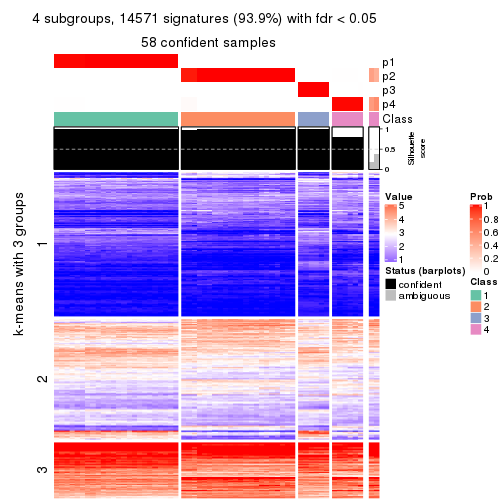 4 subgroups, 14571 signatures (93.9%) with fdr < 0.05
58 confident samples
p1
p2
p3
p4
Class
1
0.5
0
Silhouette
score
k-means with 3 groups
1
2
3
Value
5
4
3
2
1
Prob
1
0.8
0.6
0.4
0.2
0
Status (barplots)
confident
ambiguous
Class
1
2
3
4